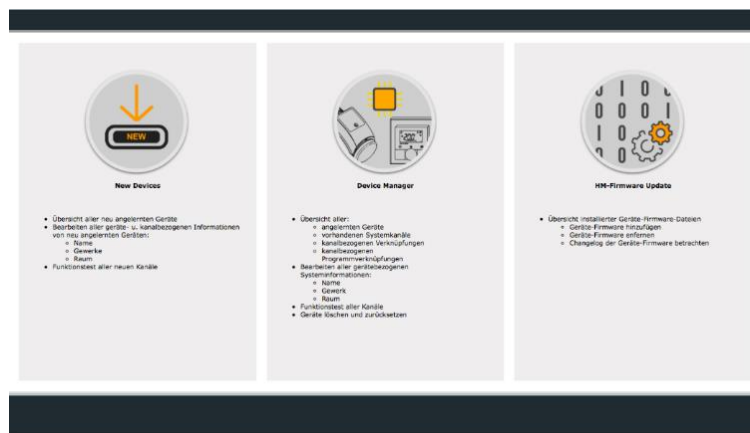 NEW
New Devices
• Übersicht aller neu angelernten Geräte
• Bearbeiten aller geräte- u. kanalbezogenen Informationen
von neu angelernten Geräten:
○ Name
○ Gewerke
○ Raum
• Funktionstest aller neuen Kanäle
Device Manager
• Übersicht aller:
○ angelernten Geräte
○ vorhandenen Systemkanäle
○ kanalbezogenen Verknüpfungen
○ kanalbezogenen
Programmverknüpfungen
• Bearbeiten aller gerätebezogenen
Systeminformationen:
○ Name
○ Gewerk
○ Raum
• Funktionstest aller Kanäle
• Geräte löschen und zurücksetzen
HM-Firmware Update
• Übersicht installierter Geräte-Firmware-Dateien
○ Geräte-Firmware hinzufügen
○ Geräte-Firmware enfernen
○ Changelog der Geräte-Firmware betrachten